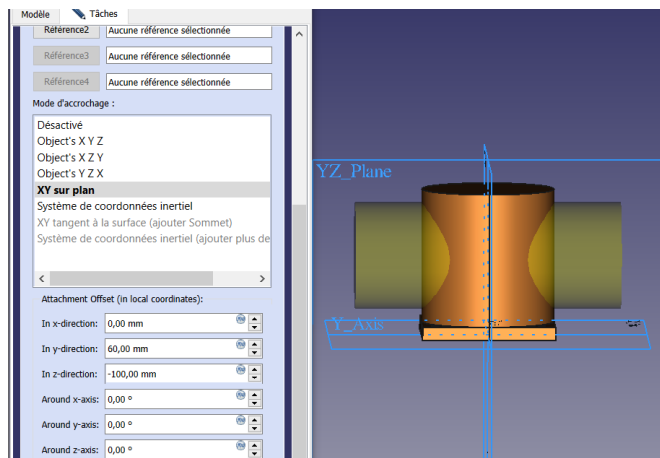 Modèle
Tâches
Référence2 Aucune référence sélectionnée
Référence3 Aucune référence sélectionnée
Référence4 Aucune référence sélectionnée
Mode d'accrochage :
Désactivé
Object's X Y Z
Object's X Z Y
Object's Y Z X
XY sur plan
Système de coordonnées inertiel
XY tangent à la surface (ajouter Sommet)
Système de coordonnées inertiel (ajouter plus de
Attachment Offset (in local coordinates):
In x-direction: 0,00 mm
In y-direction: 60,00 mm
In z-direction: -100,00 mm
Around x-axis: 0,00 °
Around y-axis: 0,00 °
Around z-axis: 0,00 °
YZ_Plane
Y_Axis